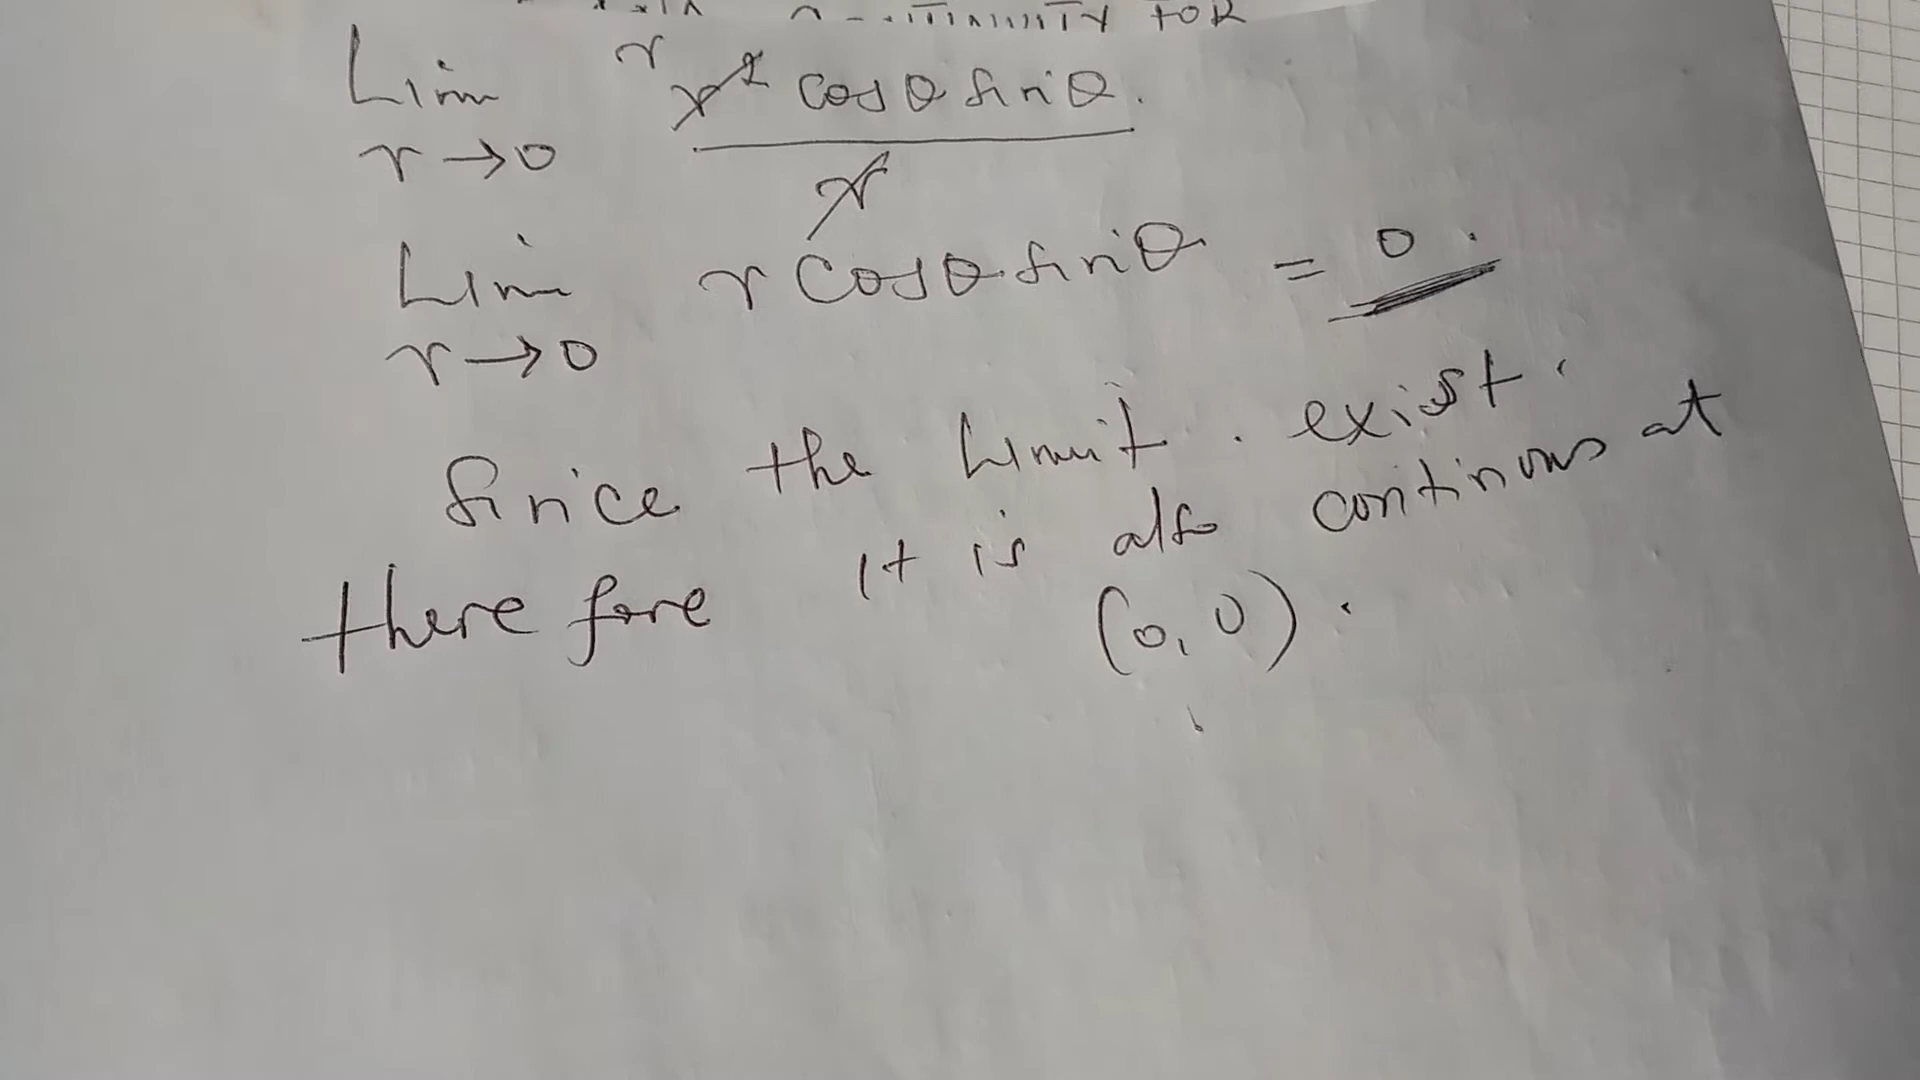 Lim r r² cosθ sinθ.
r→0 r
Lim r cosθ sinθ = 0.
r→0
Since the limit. exist.
therefore it is also continous at
(0,0).